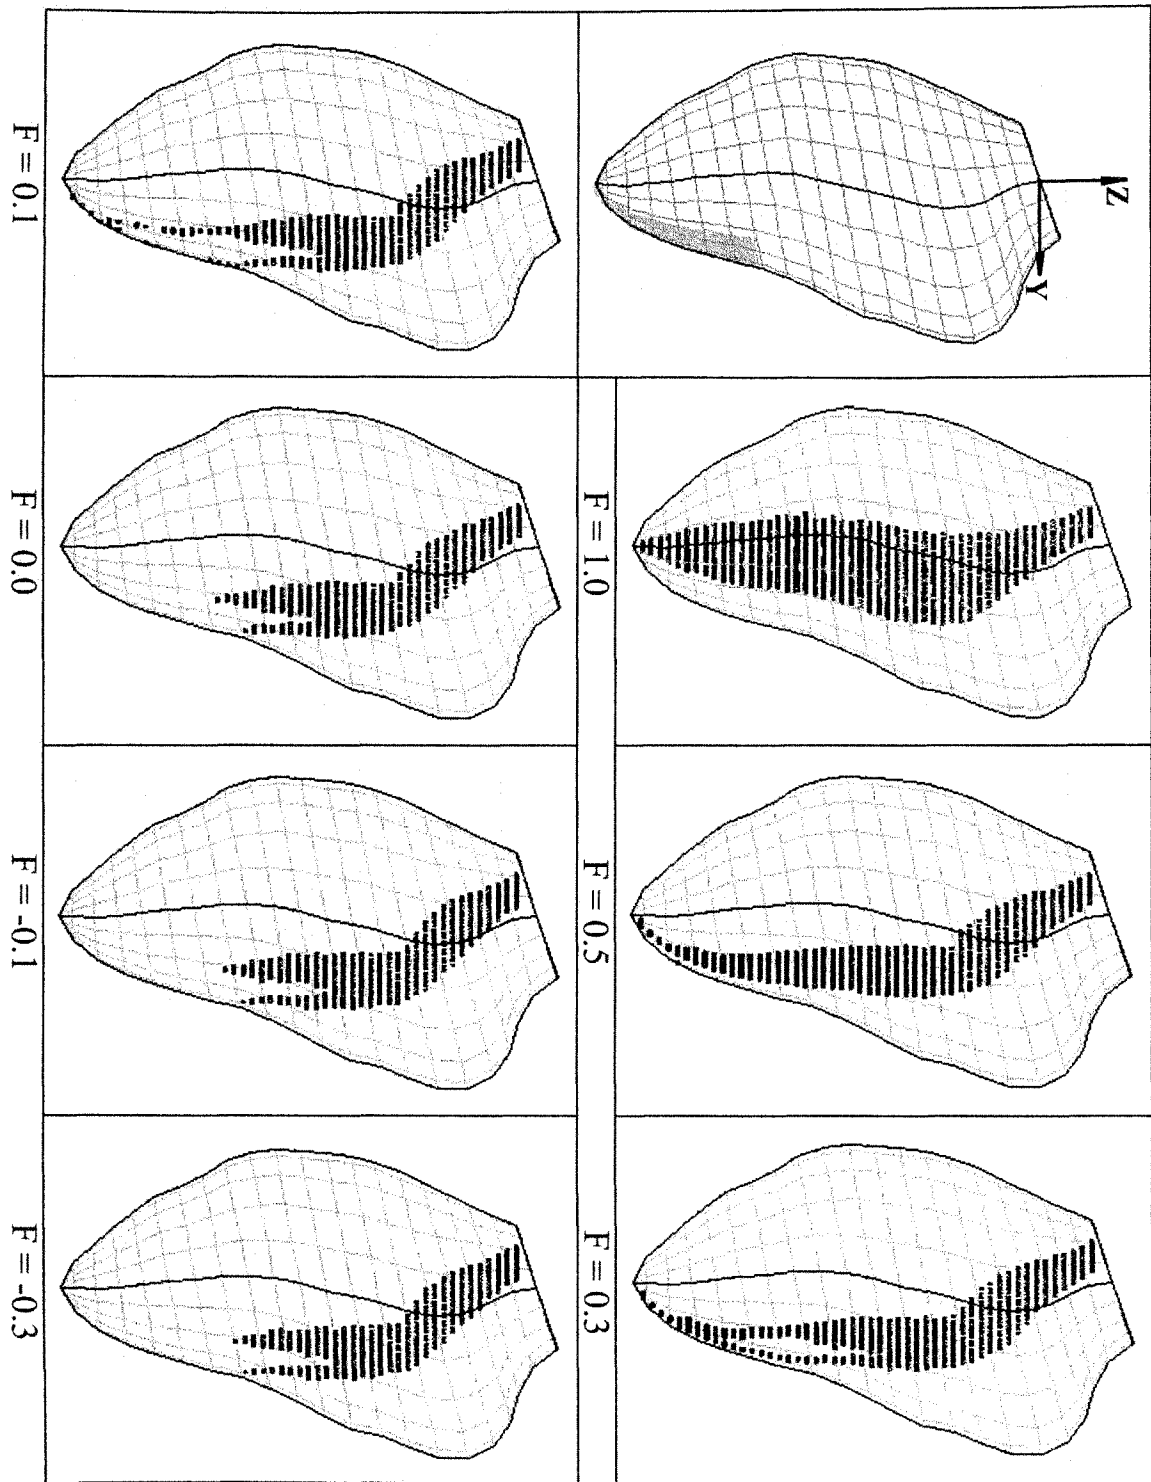 Z
Y
F = 1.0
F = 0.5
F = 0.3
F = 0.1
F = 0.0
F = -0.1
F = -0.3